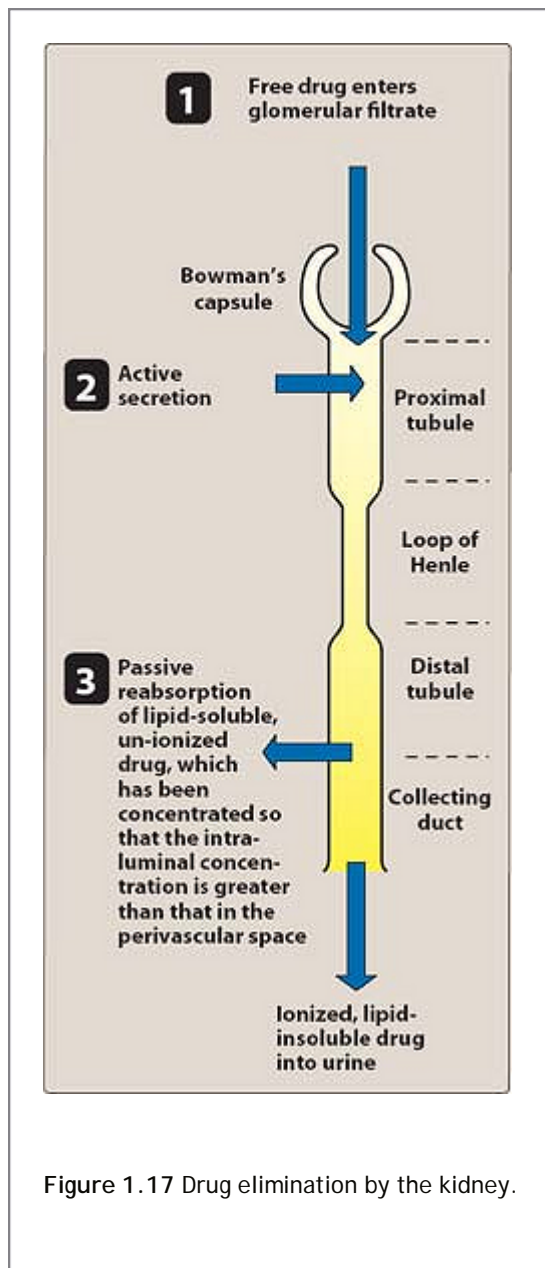 1
Free drug enters
glomerular filtrate
Bowman's
capsule
2
Active
secretion
Proximal
tubule
Loop of
Henle
3
Passive
reabsorption
of lipid-soluble,
un-ionized
drug, which
has been
concentrated so
that the intra-
luminal concen-
tration is greater
than that in the
perivascular space
Distal
tubule
Collecting
duct
Ionized, lipid-
insoluble drug
into urine
Figure 1.17 Drug elimination by the kidney.